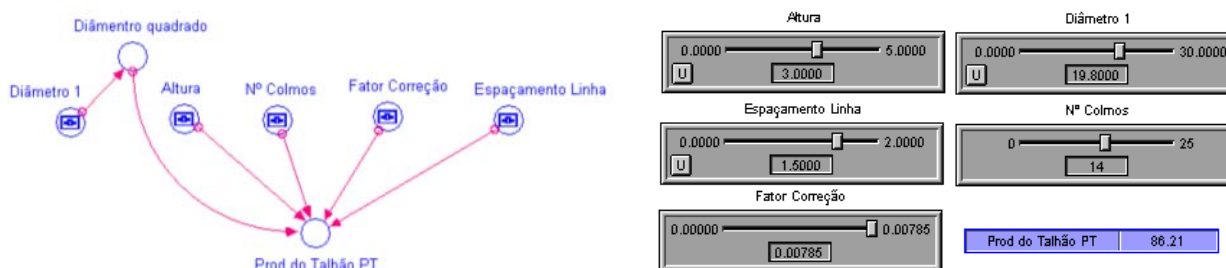 Diâmentro quadrado
Diâmetro 1
Altura
Nº Colmos
Fator Correção
Espaçamento Linha
Prod do Talhão PT
Altura
0.0000
5.0000
U
3.0000
Diâmetro 1
0.0000
30.0000
U
19.8000
Espaçamento Linha
0.0000
2.0000
U
1.5000
Nº Colmos
0
25
14
Fator Correção
0.00000
0.00785
0.00785
Prod do Talhão PT 86.21